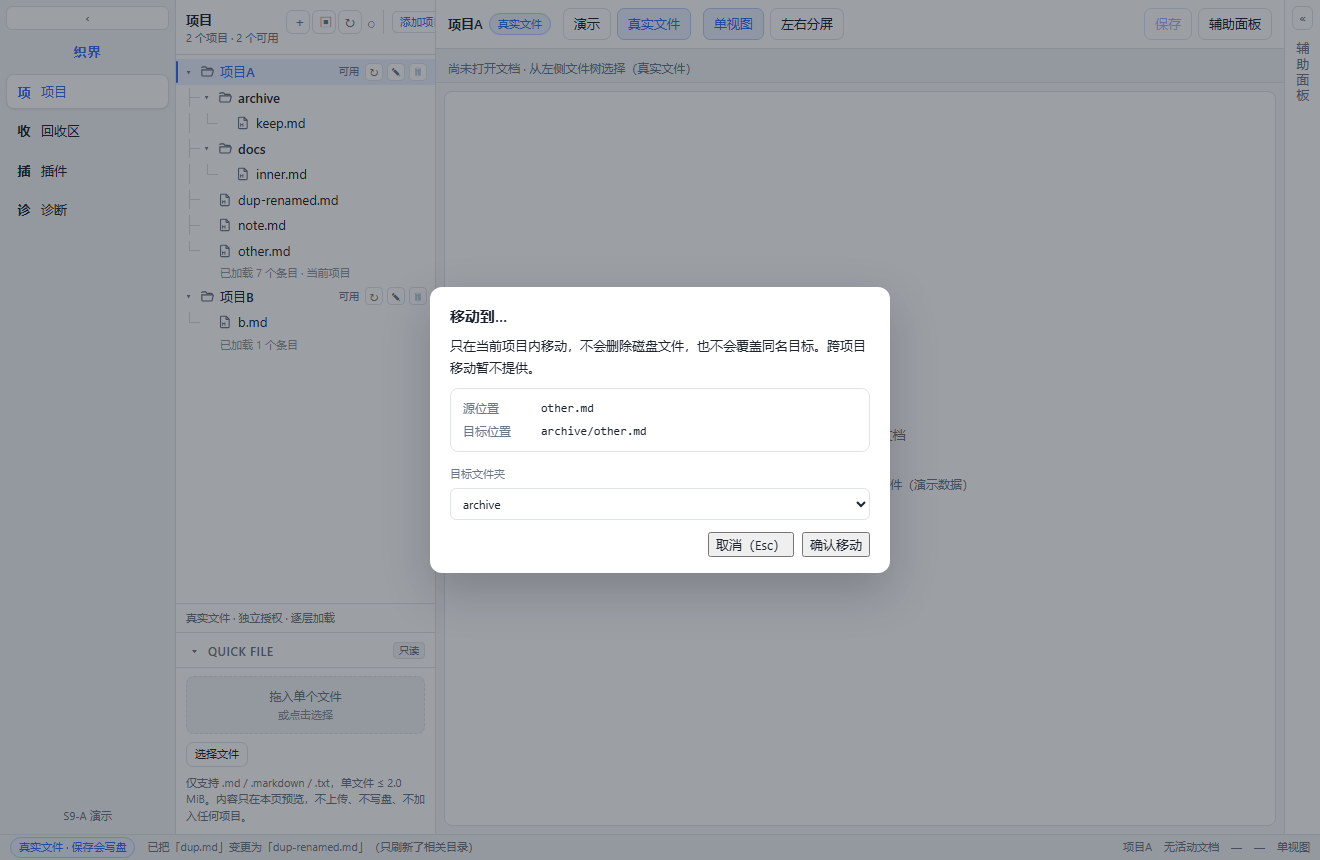 ‹
织界
项 项目
收 回收区
插 插件
诊 诊断
S9-A 演示
项目
2 个项目 · 2 个可用
+
↻
○
添加项
项目A 可用 ↻
archive
keep.md
docs
inner.md
dup-renamed.md
note.md
other.md
已加载 7 个条目 · 当前项目
项目B 可用 ↻
b.md
已加载 1 个条目
真实文件 · 独立授权 · 逐层加载
QUICK FILE 只读
拖入单个文件
或点击选择
选择文件
仅支持 .md / .markdown / .txt，单文件 ≤ 2.0
MiB。内容只在本页预览，不上传、不写盘、不加
入任何项目。
项目A 真实文件 演示 真实文件 单视图 左右分屏 保存 辅助面板
尚未打开文档 · 从左侧文件树选择（真实文件）
文档
件（演示数据）
«
辅助面板
移动到...
只在当前项目内移动，不会删除磁盘文件，也不会覆盖同名目标。跨项目
移动暂不提供。
源位置 other.md
目标位置 archive/other.md
目标文件夹
archive
取消（Esc） 确认移动
真实文件 · 保存会写盘 已把「dup.md」变更为「dup-renamed.md」（只刷新了相关目录） 项目A 无活动文档 — — 单视图